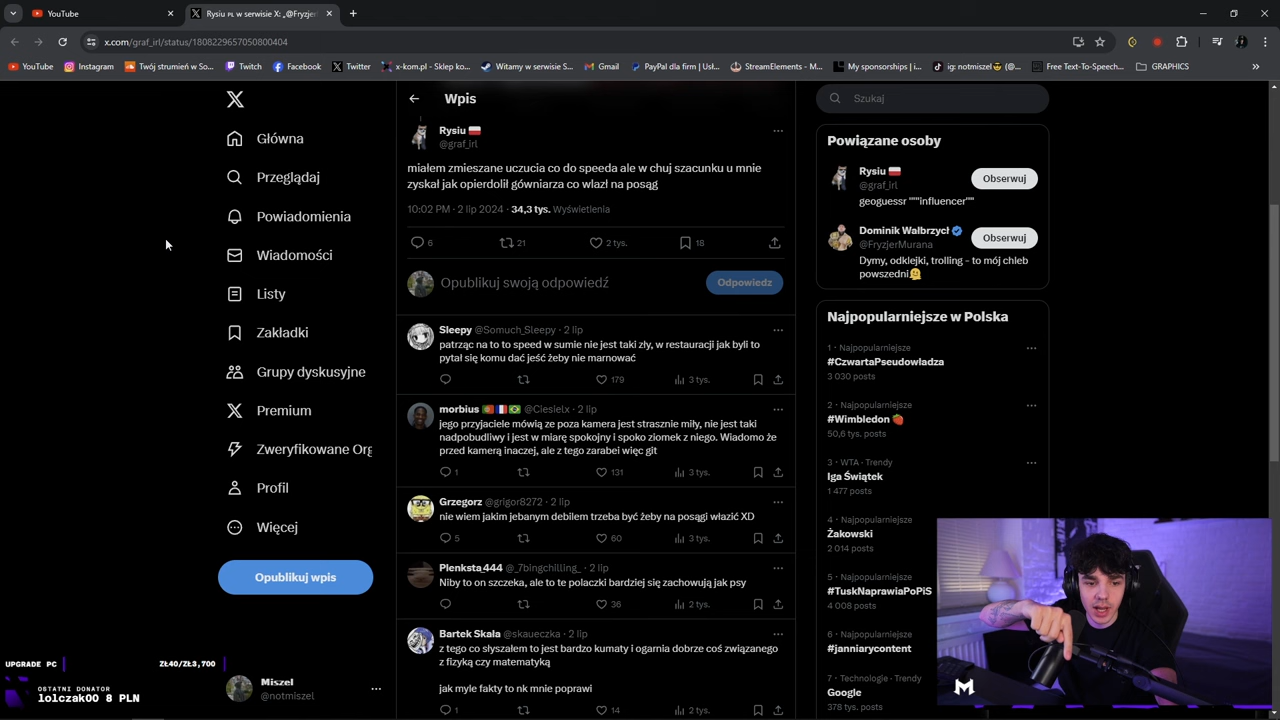 YouTube
Rysiu PL w serwisie X: „@Fryzjer
x.com/graf_irl/status/1808229657050800404
YouTube
Instagram
Twój strumień w So...
Twitch
Facebook
Twitter
x-kom.pl - Sklep ko...
Witamy w serwisie S...
Gmail
PayPal dla firm | Usł...
StreamElements - M...
My sponsorships | ...
ig: notmiszel😎 (@...
Free Text-To-Speech...
GRAPHICS
Główna
Przeglądaj
Powiadomienia
Wiadomości
Listy
Zakładki
Grupy dyskusyjne
Premium
Zweryfikowane Org
Profil
Więcej
Opublikuj wpis
Miszel
@notmiszel
Wpis
Rysiu 🇵🇱
@graf_irl
miałem zmieszane uczucia co do speeda ale w chuj szacunku u mnie
zyskał jak opierdolił gówniarza co wlazł na posąg
10:02 PM · 2 lip 2024 · 34,3 tys. Wyświetlenia
6 21 2 tys. 18
Opublikuj swoją odpowiedź
Odpowiedz
Sleepy @Somuch_Sleepy · 2 lip
patrząc na to to speed w sumie nie jest taki zły, w restauracji jak byli to
pytał się komu dać jeść żeby nie marnować
179 3 tys.
morbius 🇵🇹🇫🇷🇧🇷 @Ciesielx · 2 lip
jego przyjaciele mówią ze poza kamera jest strasznie miły, nie jest taki
nadpobudliwy i jest w miarę spokojny i spoko ziomek z niego. Wiadomo że
przed kamerą inaczej, ale z tego zarabei więc git
1 131 3 tys.
Grzegorz @grigor8272 · 2 lip
nie wiem jakim jebanym debilem trzeba być żeby na posągi włazić XD
5 60 3 tys.
Plenksta_444 @_7b1ngchilling_ · 2 lip
Niby to on szczeka, ale to te polaczki bardziej się zachowują jak psy
36 2 tys.
Bartek Skała @skaueczka · 2 lip
z tego co słyszałem to jest bardzo kumaty i ogarnia dobrze coś związanego
z fizyką czy matematyką
jak myle fakty to nk mnie poprawi
1 14 2 tys.
Szukaj
Powiązane osoby
Rysiu 🇵🇱
@graf_irl
Obserwuj
geoguessr """influencer""
Dominik Wałbrzych
@FryzjerMurana
Obserwuj
Dymy, odklejki, trolling - to mój chleb
powszedni🫠
Najpopularniejsze w Polska
1 · Najpopularniejsze
#CzwartaPseudowładza
3 030 posts
2 · Najpopularniejsze
#Wimbledon 🍓
50,6 tys. posts
3 · WTA · Trendy
Iga Świątek
1 477 posts
4 · Najpopularniejsze
Żakowski
2 014 posts
5 · Najpopularniejsze
#TuskNaprawiaPoPiS
4 008 posts
6 · Najpopularniejsze
#janniarycontent
7 · Technologie · Trendy
Google
378 tys. posts
UPGRADE PC
ZŁ40/ZŁ3,700
OSTATNI DONATOR
lolczak00 8 PLN